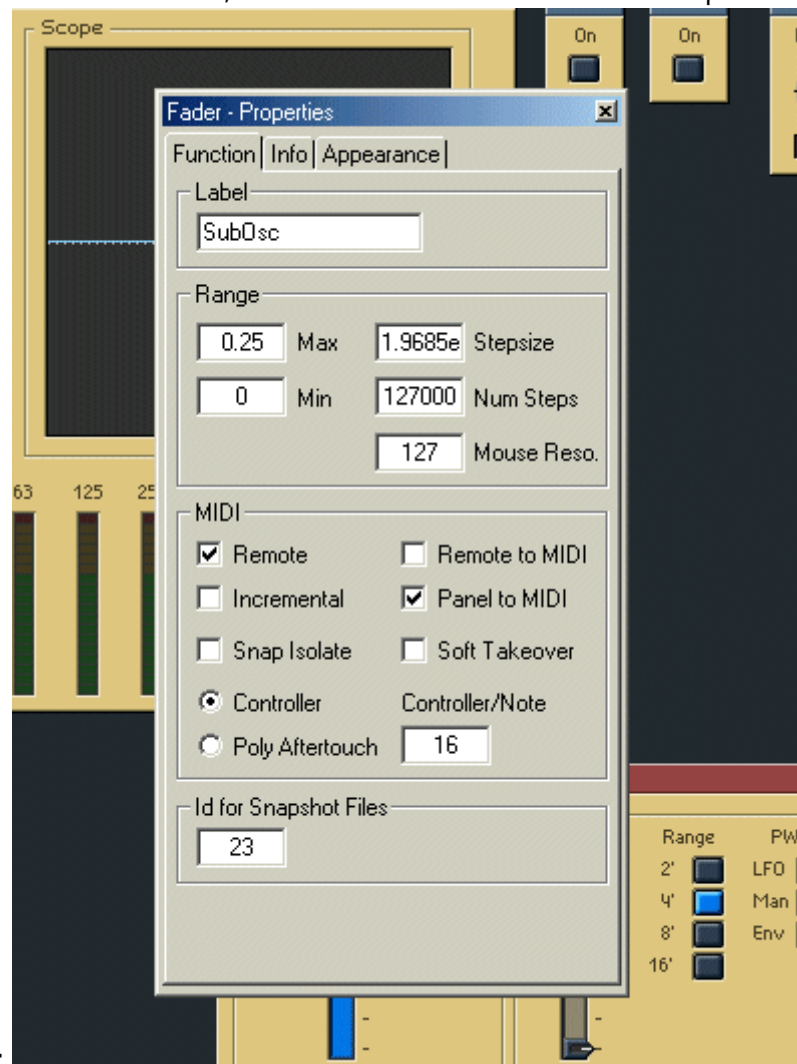 Scope
On On
Fader - Properties
Function Info Appearance
Label
SubOsc
Range
0.25 Max 1.9685e Stepsize
0 Min 127000 Num Steps
127 Mouse Reso.
63 125 25
MIDI
Remote Remote to MIDI
Incremental Panel to MIDI
Snap Isolate Soft Takeover
Controller Controller/Note
Poly Aftertouch 16
Id for Snapshot Files
23
Range PW
2' LFO
4' Man
8' Env
16'